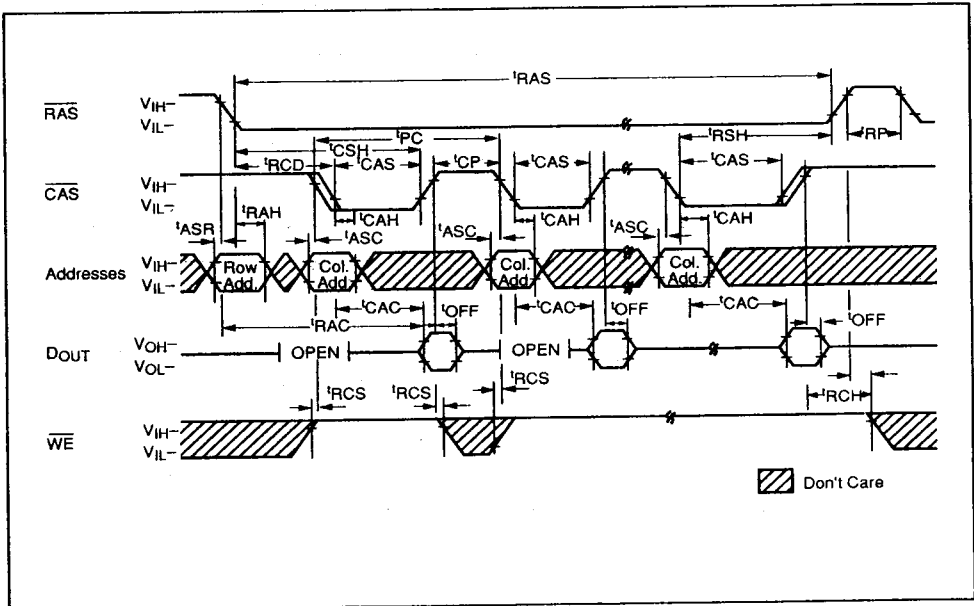 tRAS
RAS
VIH–
VIL–
tRSH
tRP
tPC
tCSH
tRCD
tCAS
tCP
tCAS
tCAS
CAS
VIH–
VIL–
tCAH
tCAH
tCAH
tASR
tRAH
tASC
tASC
tASC
Addresses
VIH–
VIL–
Row Add.
Col. Add.
Col. Add.
Col. Add.
tRAC
tCAC
tOFF
tCAC
tOFF
tCAC
tOFF
DOUT
VOH–
VOL–
OPEN
OPEN
tRCS
tRCS
tRCS
tRCH
WE
VIH–
VIL–
Don't Care